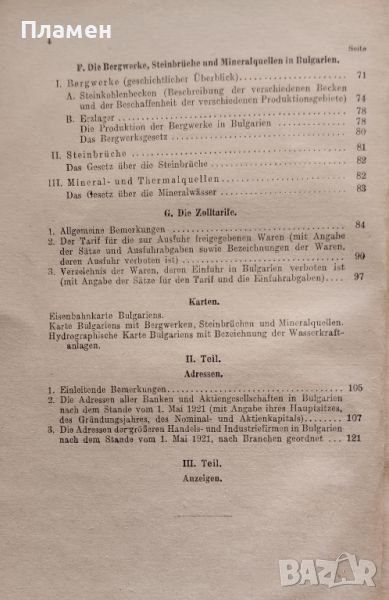 Пламен
4
Seite
F. Die Bergwerke, Steinbrüche und Mineralquellen in Bulgarien.
I. Bergwerke (geschichtlicher Überblick) 71
A. Steinkohlenbecken (Beschreibung der verschiedenen Becken
und der Beschaffenheit der verschiedenen Produktionsgebiete) 74
B. Erzlager 78
Die Produktion der Bergwerke in Bulgarien 78
Das Bergwerksgesetz 80
II. Steinbrüche 81
Das Gesetz über die Steinbrüche 82
III. Mineral- und Thermalquellen 82
Das Gesetz über die Mineralwässer 83
G. Die Zolltarife.
1. Allgemeine Bemerkungen 84
2. Der Tarif für die zur Ausfuhr freigegebenen Waren (mit Angabe
der Sätze und Ausfuhrabgaben sowie Bezeichnungen der Waren,
deren Ausfuhr verboten ist) 90
3. Verzeichnis der Waren, deren Einfuhr in Bulgarien verboten ist
(mit Angabe der Sätze für den Tarif und die Einfuhrabgaben) 97
Karten.
Eisenbahnkarte Bulgariens.
Karte Bulgariens mit Bergwerken, Steinbrüchen und Mineralquellen.
Hydrographische Karte Bulgariens mit Bezeichnung der Wasserkraft-
anlagen.
II. Teil.
Adressen.
1. Einleitende Bemerkungen 105
2. Die Adressen aller Banken und Aktiengesellschaften in Bulgarien
nach dem Stande vom 1. Mai 1921 (mit Angabe ihres Hauptsitzes,
des Gründungsjahres, des Nominal- und Aktienkapitals) 107
3. Die Adressen der größeren Handels- und Industriefirmen in Bulgarien
nach dem Stande vom 1. Mai 1921, nach Branchen geordnet 121
III. Teil.
Anzeigen.
BAZAR.bg